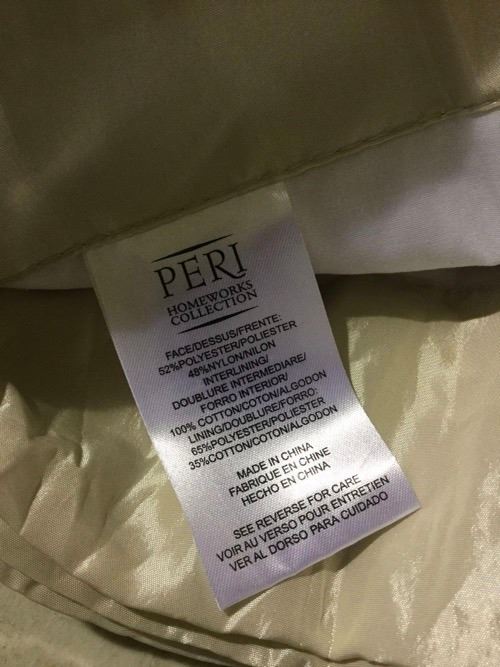 PERI
HOMEWORKS
COLLECTION
FACE/DESSUS/FRENTE:
52%POLYESTER/POLIESTER
48%NYLON/NILON
INTERLINING/
DOUBLURE INTERMEDIARE/
FORRO INTERIOR/
100% COTTON/COTON/ALGODON
LINING/DOUBLURE/FORRO:
65%POLYESTER/POLIESTER
35%COTTON/COTON/ALGODON
MADE IN CHINA
FABRIQUE EN CHINE
HECHO EN CHINA
SEE REVERSE FOR CARE
VOIR AU VERSO POUR ENTRETIEN
VER AL DORSO PARA CUIDADO